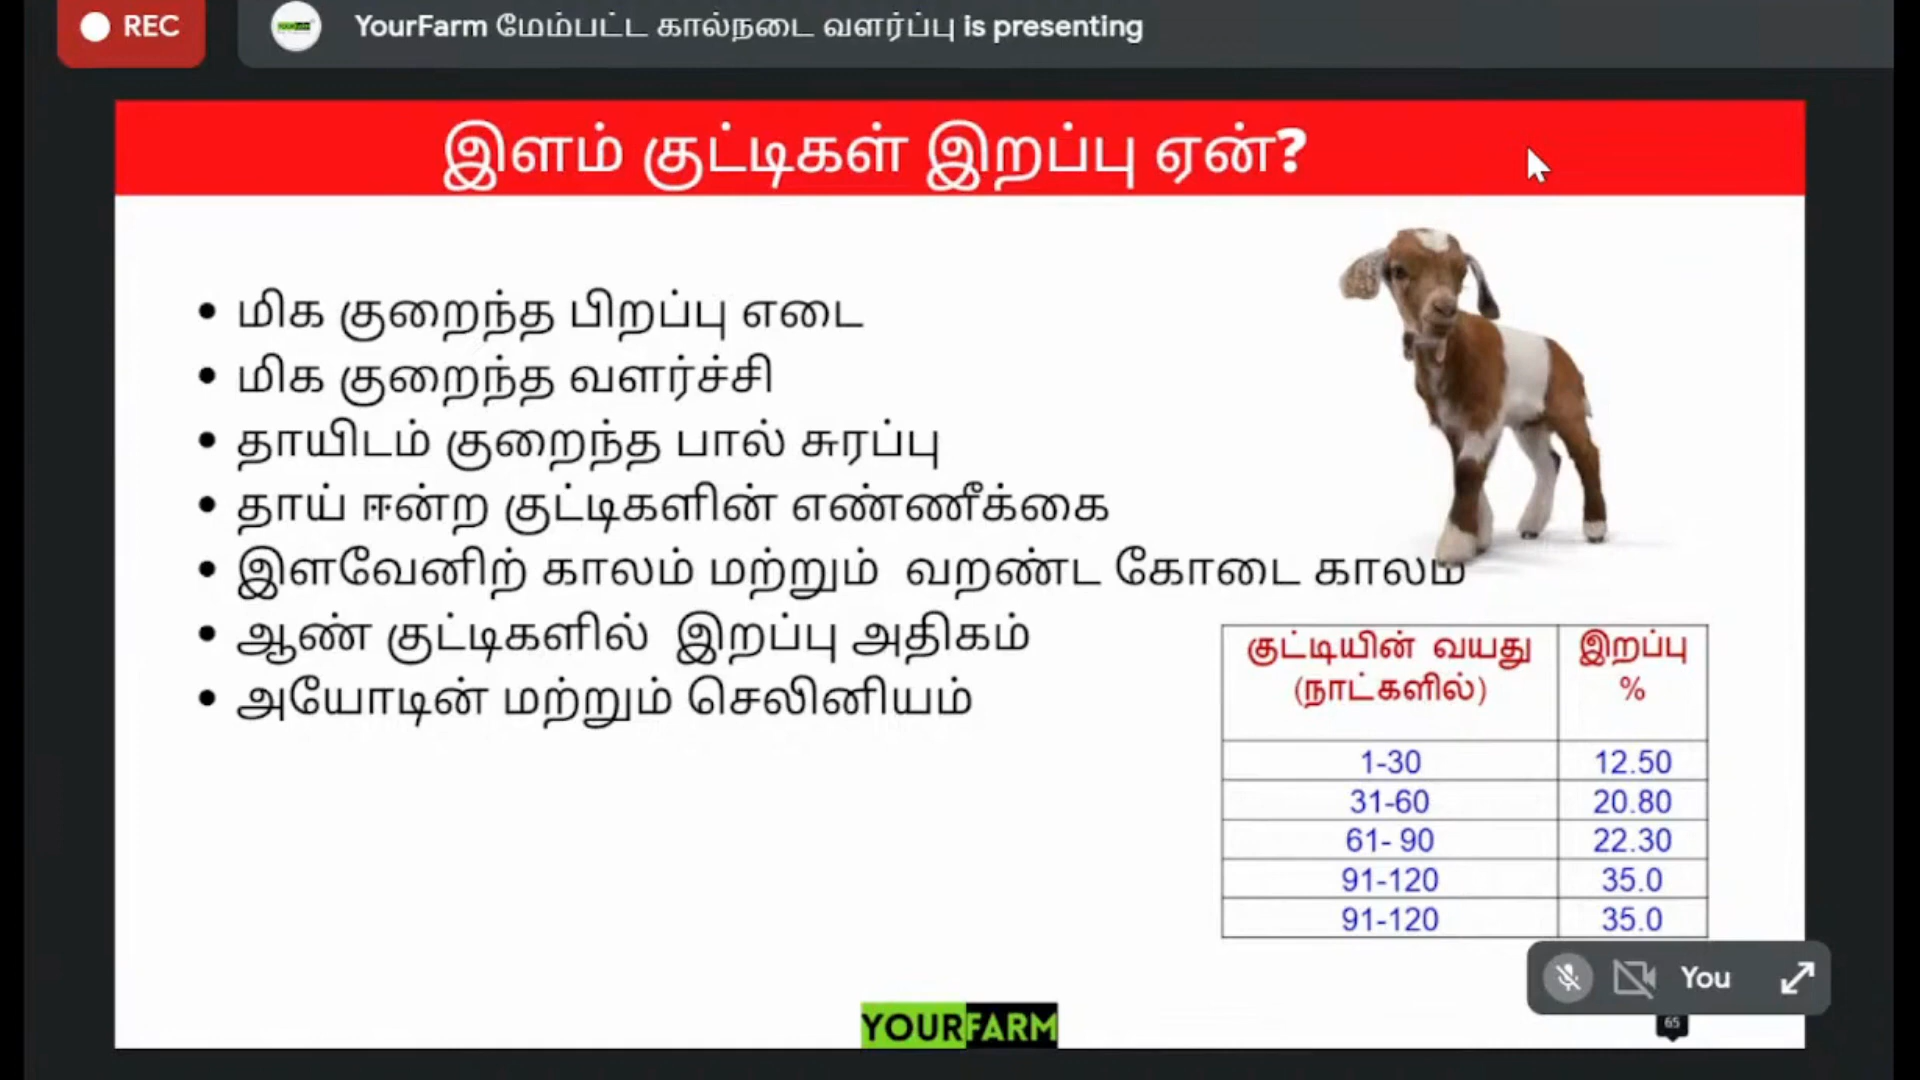 REC
YourFarm மேம்பட்ட கால்நடை வளர்ப்பு is presenting
இளம் குட்டிகள் இறப்பு ஏன்?
• மிக குறைந்த பிறப்பு எடை
• மிக குறைந்த வளர்ச்சி
• தாயிடம் குறைந்த பால் சுரப்பு
• தாய் ஈன்ற குட்டிகளின் எண்ணீக்கை
• இளவேனிற் காலம் மற்றும் வறண்ட கோடை காலம்
• ஆண் குட்டிகளில் இறப்பு அதிகம்
• அயோடின் மற்றும் செலினியம்
குட்டியின் வயது (நாட்களில்) இறப்பு %
1-30 12.50
31-60 20.80
61- 90 22.30
91-120 35.0
91-120 35.0
You
YOURFARM
65